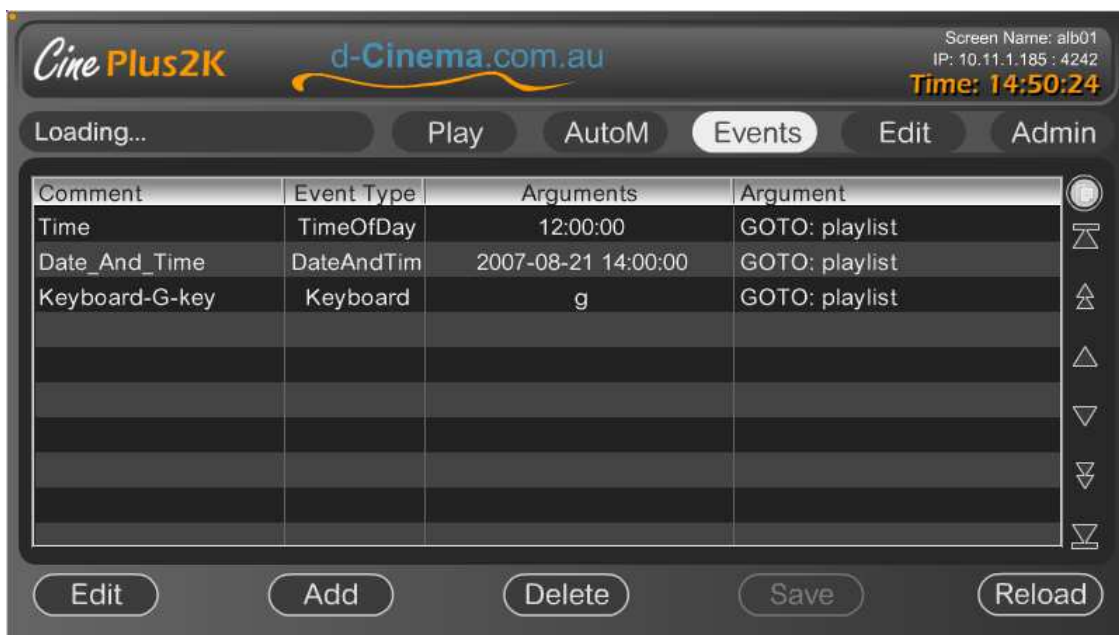 Cine Plus2K
d-Cinema.com.au
Screen Name: alb01
IP: 10.11.1.185 : 4242
Time: 14:50:24
Loading... Play AutoM Events Edit Admin
Comment Event Type Arguments Argument
Time TimeOfDay 12:00:00 GOTO: playlist
Date_And_Time DateAndTim 2007-08-21 14:00:00 GOTO: playlist
Keyboard-G-key Keyboard g GOTO: playlist
Edit Add Delete Save Reload